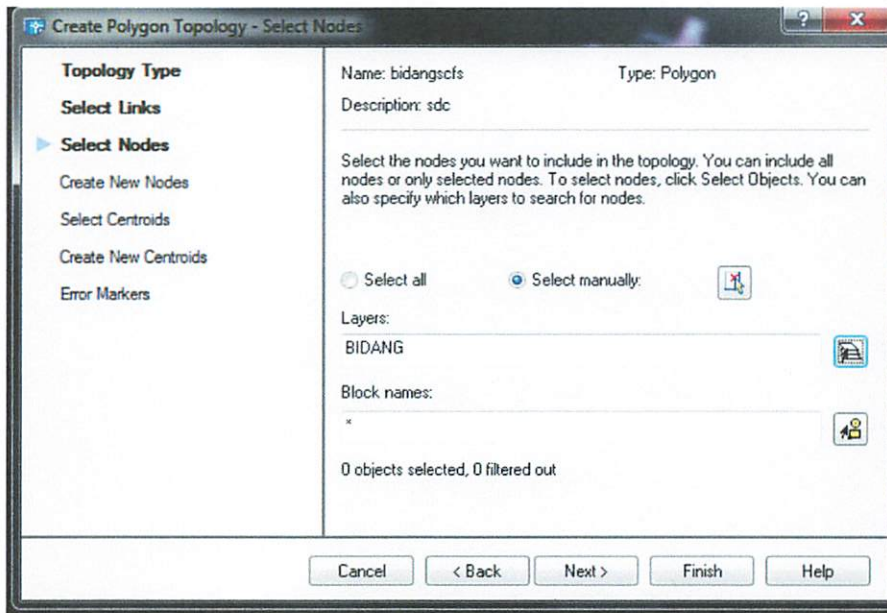 Create Polygon Topology - Select Nodes
Topology Type
Select Links
Select Nodes
Create New Nodes
Select Centroids
Create New Centroids
Error Markers
Name: bidangscfs Type: Polygon
Description: sdc
Select the nodes you want to include in the topology. You can include all
nodes or only selected nodes. To select nodes, click Select Objects. You can
also specify which layers to search for nodes.
Select all Select manually:
Layers:
BIDANG
Block names:
*
0 objects selected, 0 filtered out
Cancel < Back Next > Finish Help